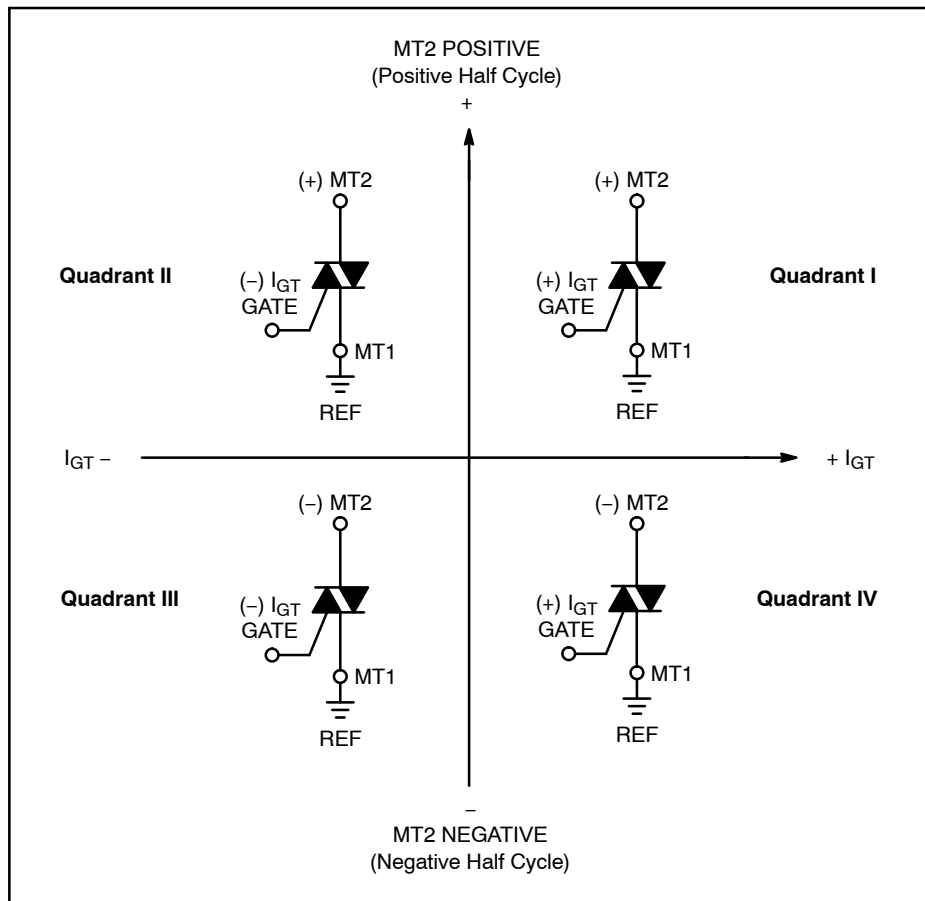 MT2 POSITIVE
(Positive Half Cycle)
+
(+) MT2
Quadrant II
(−) IGT
GATE
MT1
REF
(+) MT2
(+) IGT
GATE
Quadrant I
MT1
REF
IGT −
+ IGT
(−) MT2
Quadrant III
(−) IGT
GATE
MT1
REF
(−) MT2
(+) IGT
GATE
Quadrant IV
MT1
REF
−
MT2 NEGATIVE
(Negative Half Cycle)